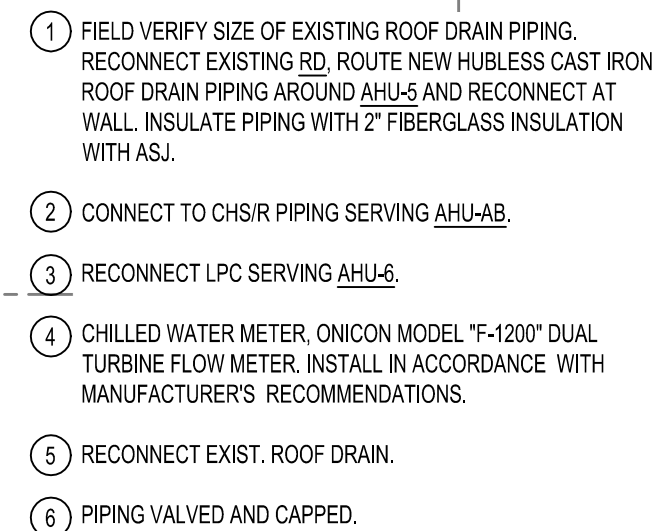 1 FIELD VERIFY SIZE OF EXISTING ROOF DRAIN PIPING.
RECONNECT EXISTING RD, ROUTE NEW HUBLESS CAST IRON
ROOF DRAIN PIPING AROUND AHU-5 AND RECONNECT AT
WALL. INSULATE PIPING WITH 2" FIBERGLASS INSULATION
WITH ASJ.
2 CONNECT TO CHS/R PIPING SERVING AHU-AB.
3 RECONNECT LPC SERVING AHU-6.
4 CHILLED WATER METER, ONICON MODEL "F-1200" DUAL
TURBINE FLOW METER. INSTALL IN ACCORDANCE WITH
MANUFACTURER'S RECOMMENDATIONS.
5 RECONNECT EXIST. ROOF DRAIN.
6 PIPING VALVED AND CAPPED.